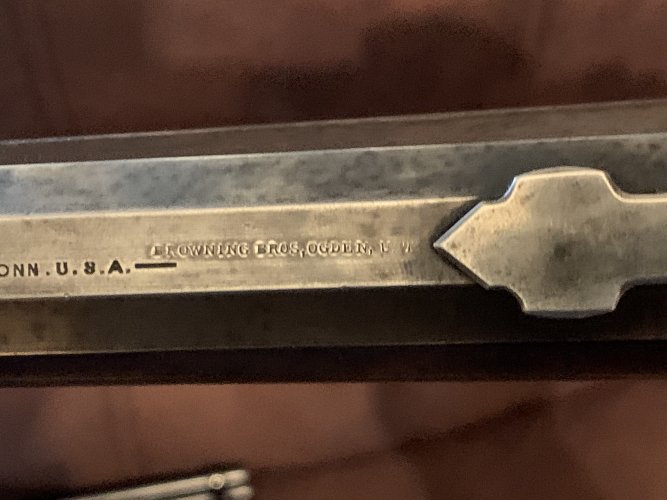 ONN. U. S. A. —
BROWNING BROS, OGDEN, U T